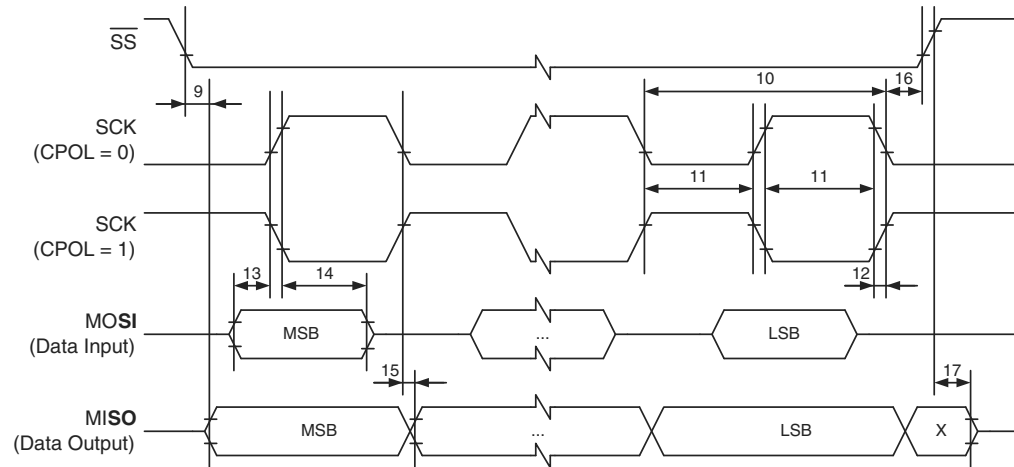 SS
10
16
9
SCK
(CPOL = 0)
11
11
SCK
(CPOL = 1)
13
14
12
MOSI
(Data Input)
MSB
...
LSB
15
17
MISO
(Data Output)
MSB
...
LSB
X